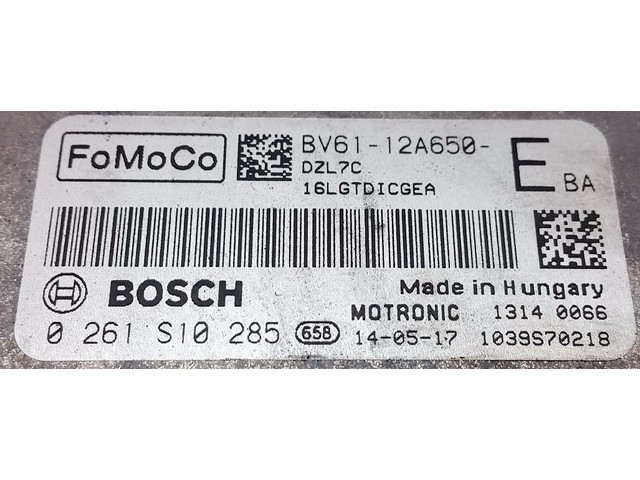 FoMoCo
BV61-12A650- E BA
DZL7C
16LGTDICGEA
BOSCH
Made in Hungary
MOTRONIC 1314 0066
0 261 S10 285 658 14-05-17 1039S70218